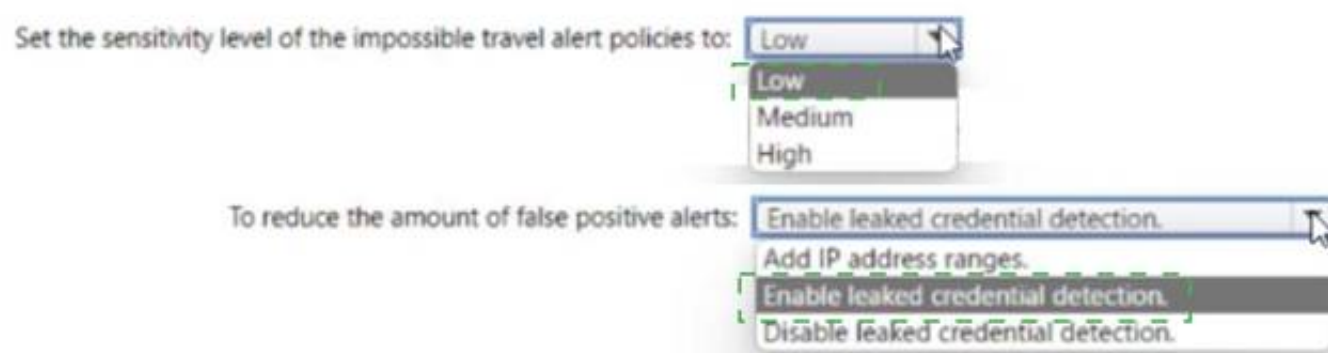 Set the sensitivity level of the impossible travel alert policies to: Low
Low
Medium
High
To reduce the amount of false positive alerts: Enable leaked credential detection.
Add IP address ranges.
Enable leaked credential detection.
Disable leaked credential detection.